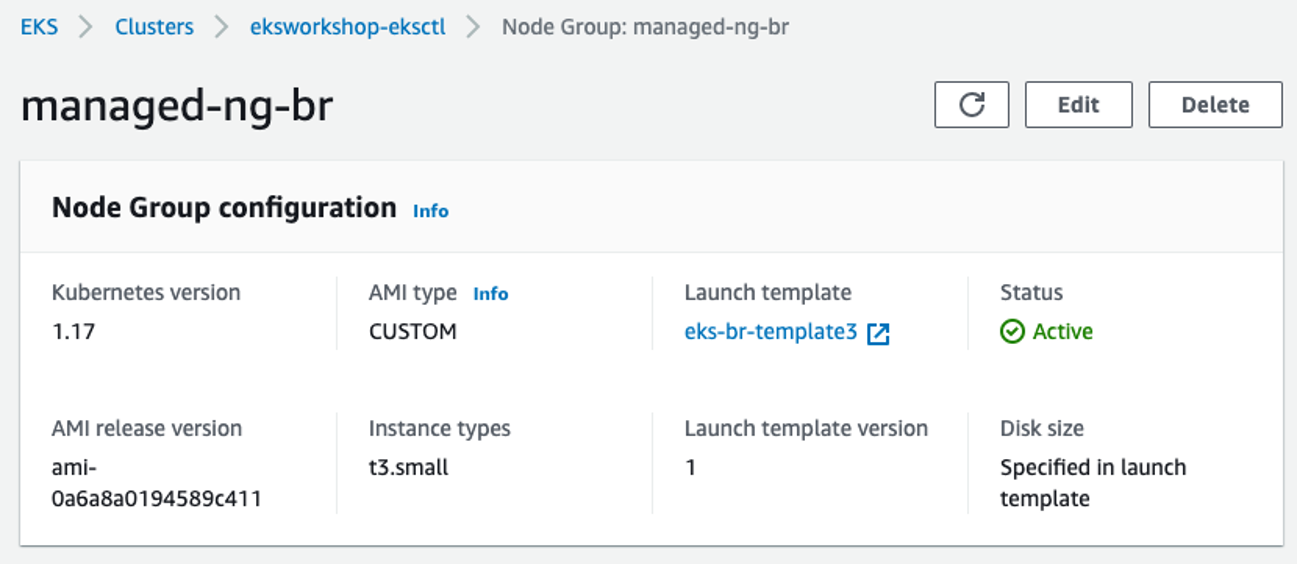 EKS > Clusters > eksworkshop-eksctl > Node Group: managed-ng-br
managed-ng-br
Edit
Delete
Node Group configuration Info
Kubernetes version
1.17
AMI type Info
CUSTOM
Launch template
eks-br-template3
Status
Active
AMI release version
ami-
0a6a8a0194589c411
Instance types
t3.small
Launch template version
1
Disk size
Specified in launch
template